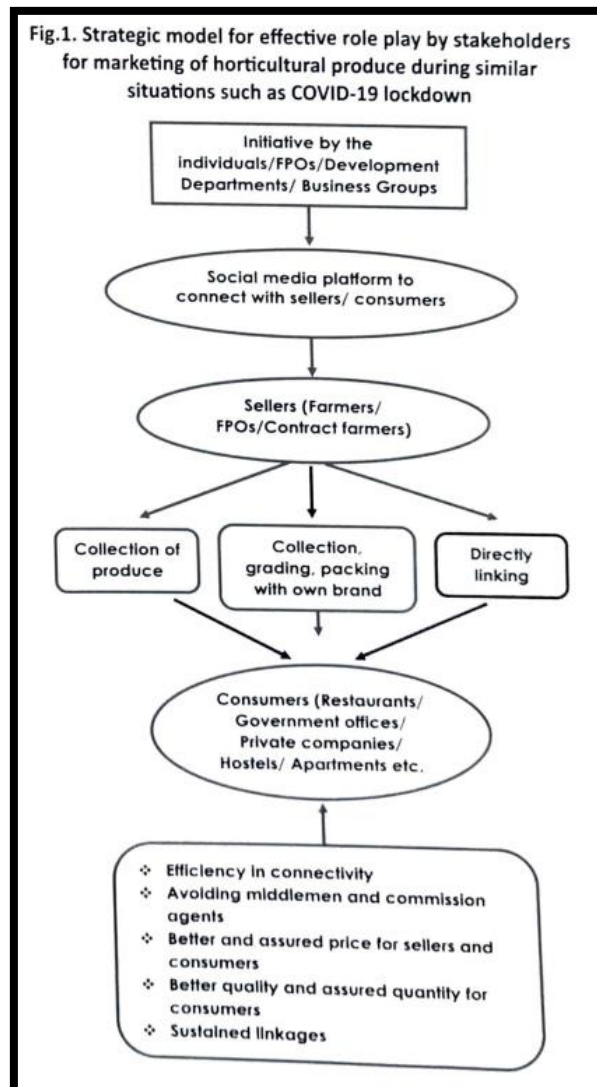 Fig.1. Strategic model for effective role play by stakeholders
for marketing of horticultural produce during similar
situations such as COVID-19 lockdown
Initiative by the
individuals/FPOs/Development
Departments/ Business Groups
Social media platform to
connect with sellers/ consumers
Sellers (Farmers/
FPOs/Contract farmers)
Collection of
produce
Collection,
grading, packing
with own brand
Directly
linking
Consumers (Restaurants/
Government offices/
Private companies/
Hostels/ Apartments etc.
❖ Efficiency in connectivity
❖ Avoiding middlemen and commission
agents
❖ Better and assured price for sellers and
consumers
❖ Better quality and assured quantity for
consumers
❖ Sustained linkages